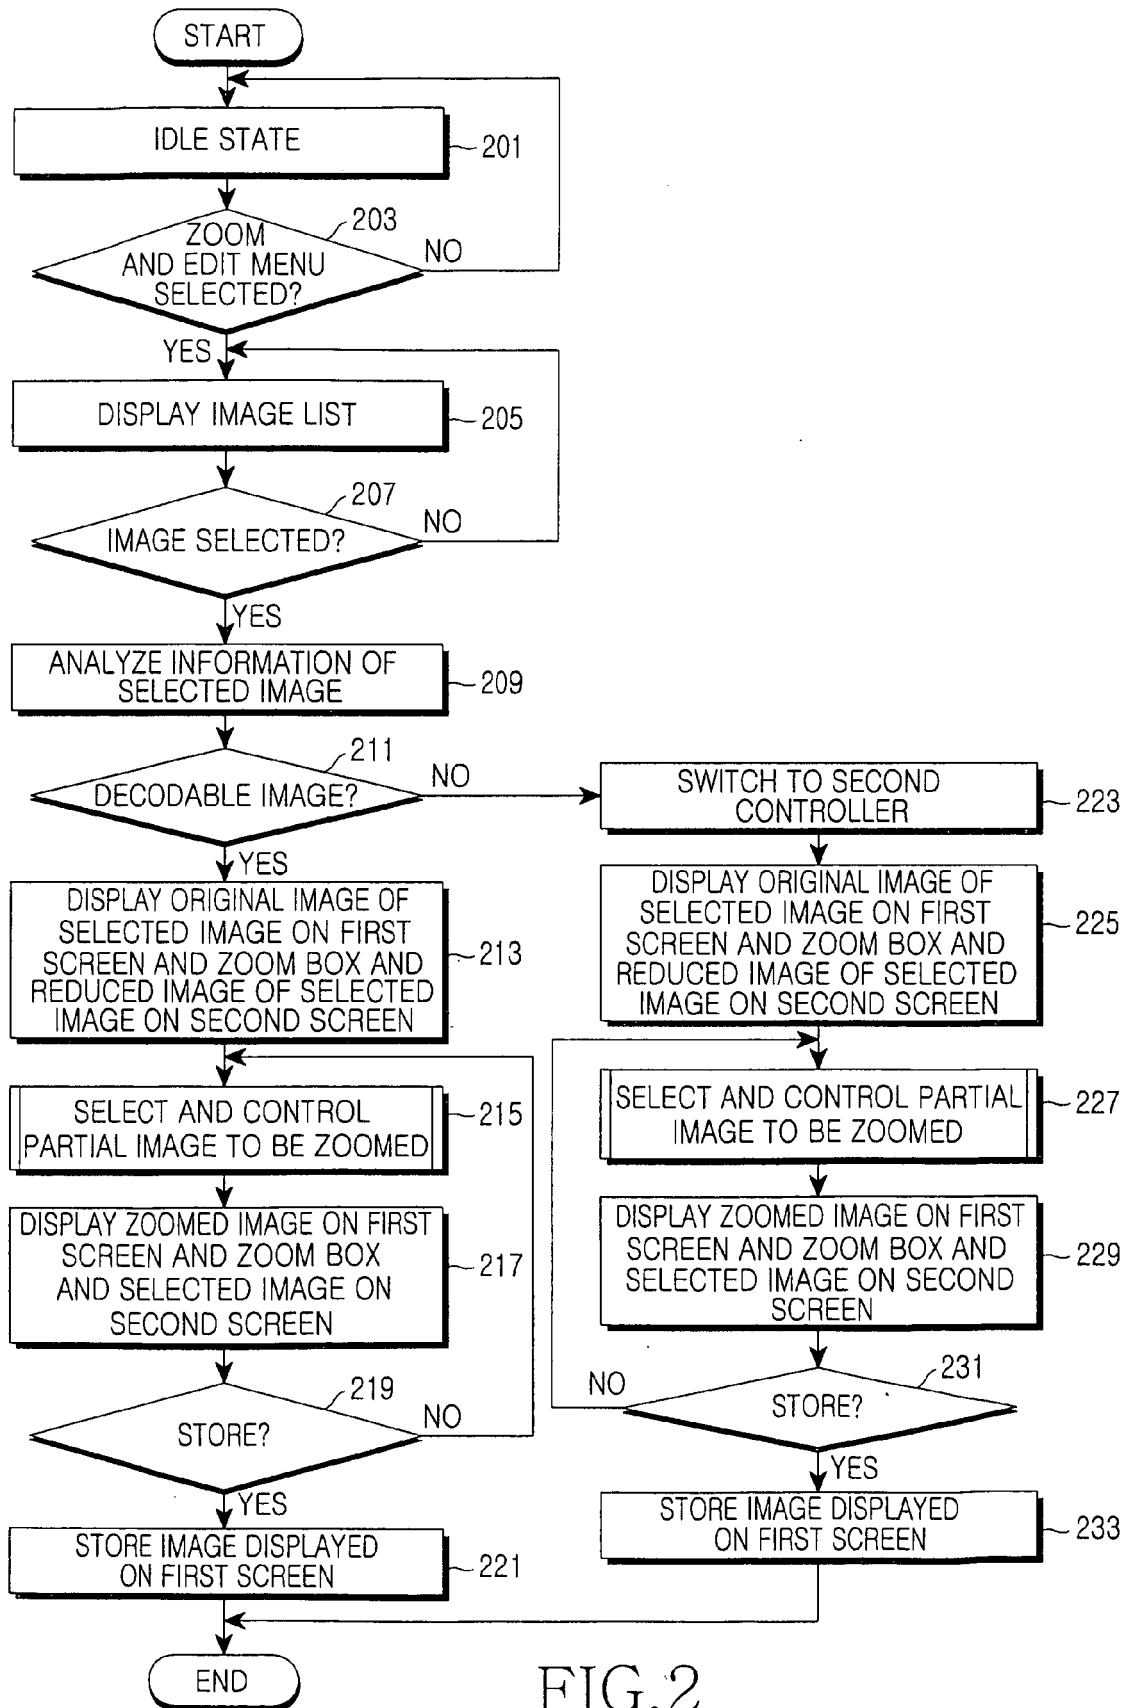 START
IDLE STATE
201
203
ZOOM
AND EDIT MENU
SELECTED?
NO
YES
DISPLAY IMAGE LIST
205
207
IMAGE SELECTED?
NO
YES
ANALYZE INFORMATION OF
SELECTED IMAGE
209
211
DECODABLE IMAGE?
NO
YES
DISPLAY ORIGINAL IMAGE OF
SELECTED IMAGE ON FIRST
SCREEN AND ZOOM BOX AND
REDUCED IMAGE OF SELECTED
IMAGE ON SECOND SCREEN
213
SELECT AND CONTROL
PARTIAL IMAGE TO BE ZOOMED
215
DISPLAY ZOOMED IMAGE ON FIRST
SCREEN AND ZOOM BOX
AND SELECTED IMAGE ON
SECOND SCREEN
217
219
STORE?
NO
YES
STORE IMAGE DISPLAYED
ON FIRST SCREEN
221
SWITCH TO SECOND
CONTROLLER
223
DISPLAY ORIGINAL IMAGE OF
SELECTED IMAGE ON FIRST
SCREEN AND ZOOM BOX AND
REDUCED IMAGE OF SELECTED
IMAGE ON SECOND SCREEN
225
SELECT AND CONTROL PARTIAL
IMAGE TO BE ZOOMED
227
DISPLAY ZOOMED IMAGE ON FIRST
SCREEN AND ZOOM BOX AND
SELECTED IMAGE ON SECOND
SCREEN
229
231
NO
STORE?
YES
STORE IMAGE DISPLAYED
ON FIRST SCREEN
233
END
FIG.2